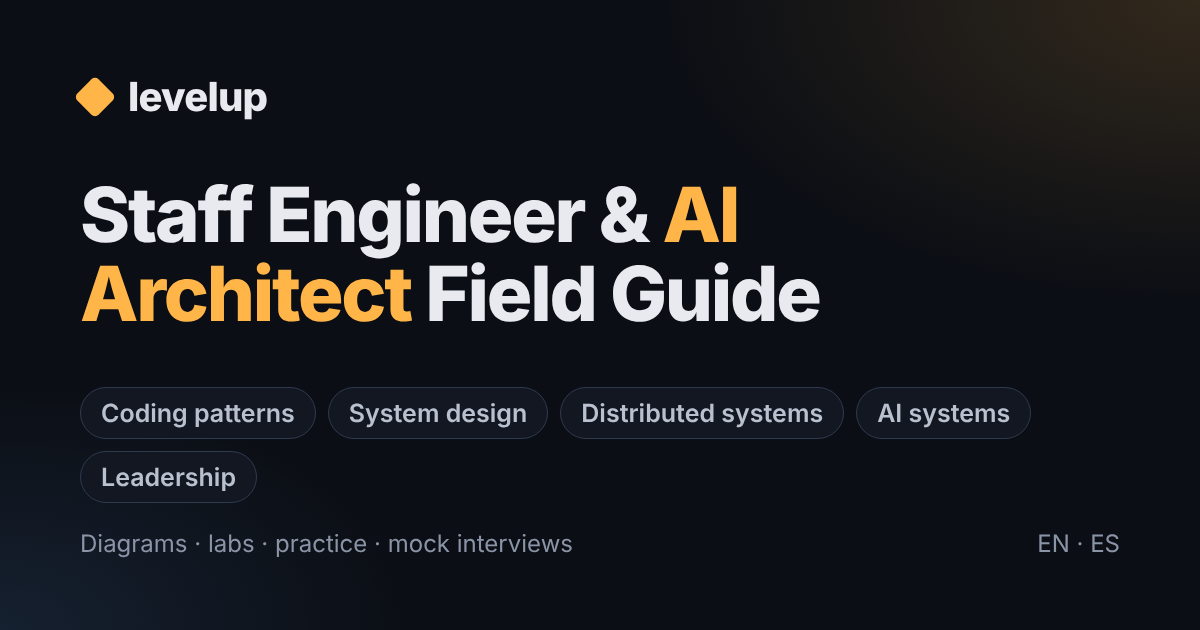 levelup
Staff Engineer & AI
Architect Field Guide
Coding patterns System design Distributed systems AI systems
Leadership
Diagrams · labs · practice · mock interviews EN · ES